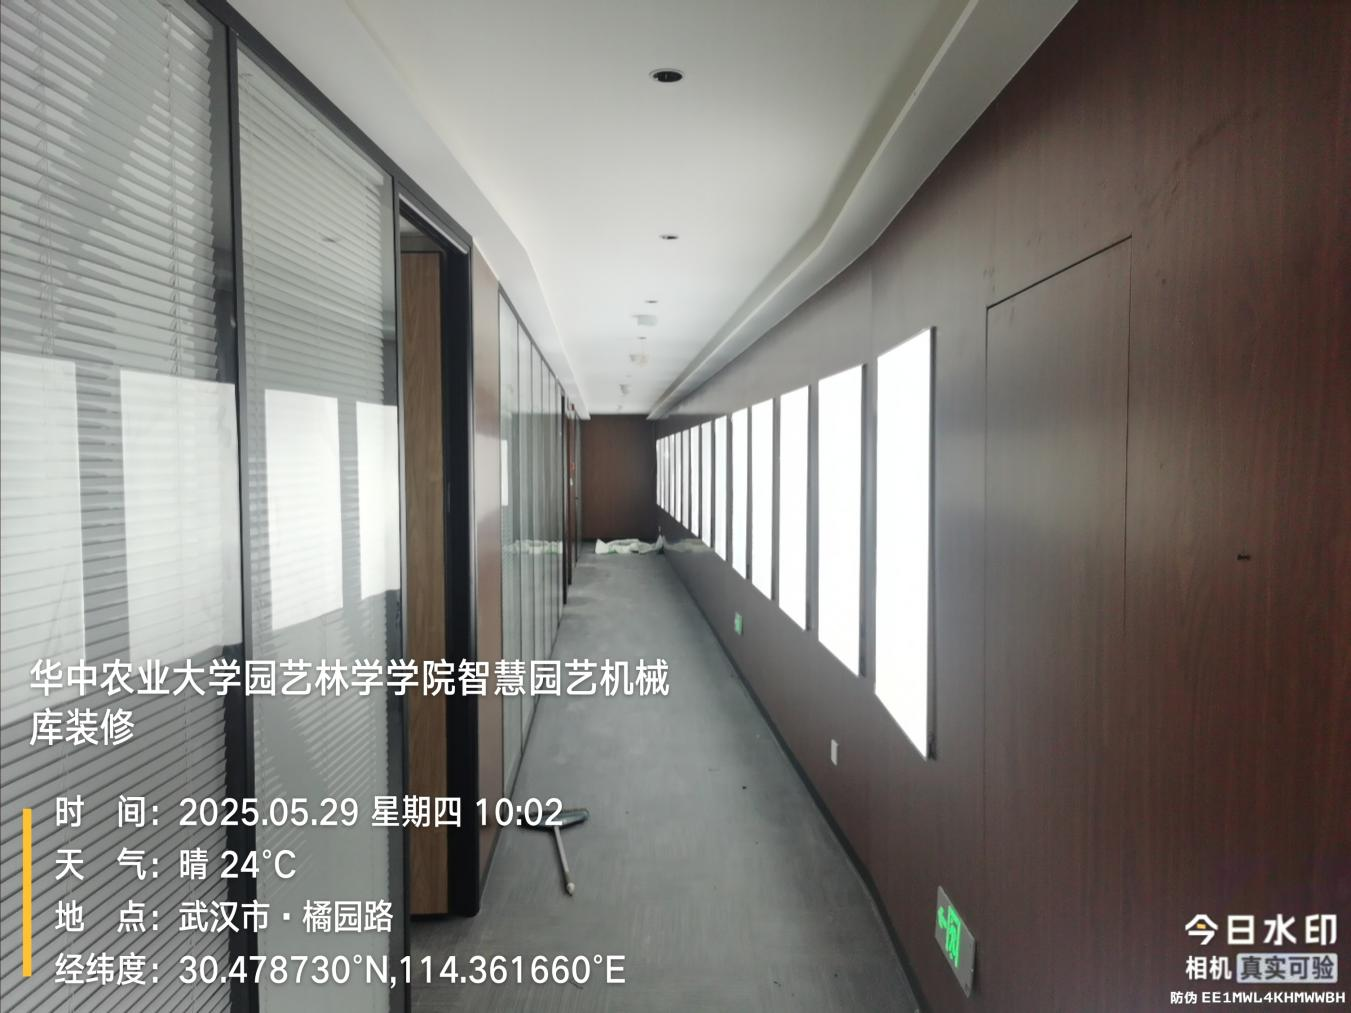 华中农业大学园艺林学学院智慧园艺机械
库装修
时 间：2025.05.29 星期四 10:02
天 气：晴 24°C
地 点：武汉市·橘园路
经纬度：30.478730°N,114.361660°E
今日水印
相机 真实可验
防伪 EE1MWL4KHMWWBH